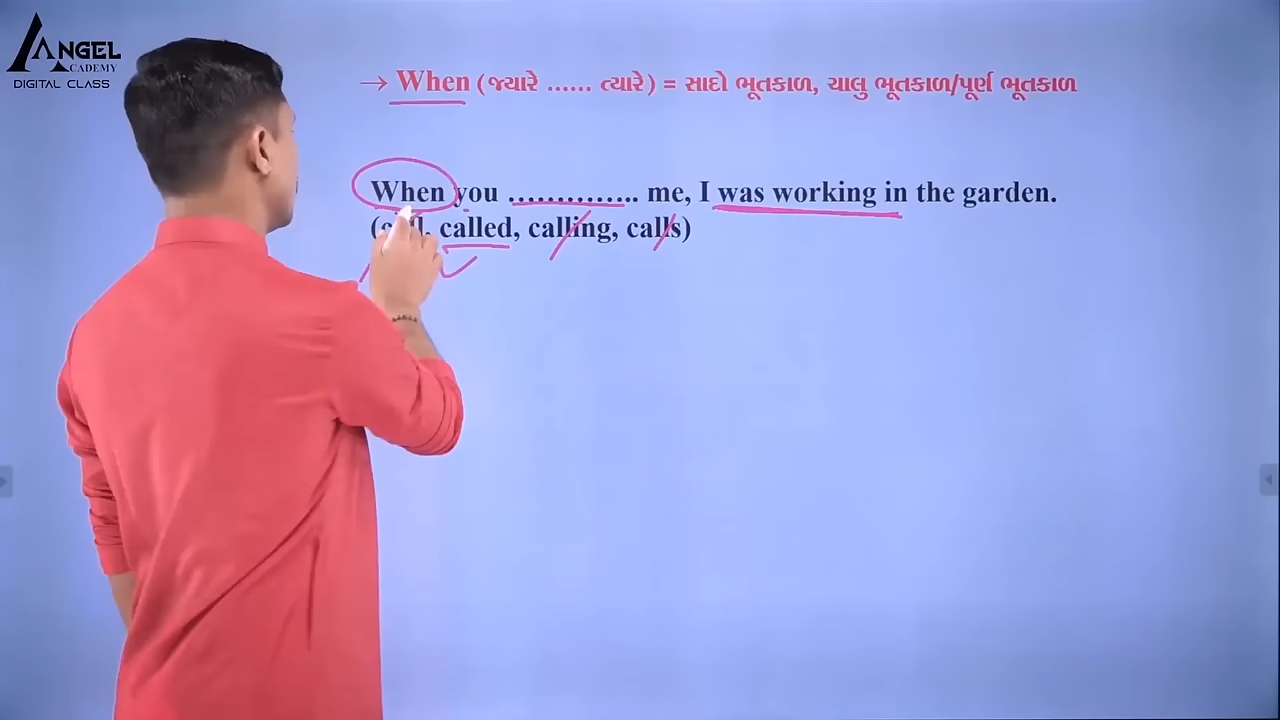 ANGEL
ACADEMY
DIGITAL CLASS
→ When (જ્યારે ...... ત્યારે) = સાદો ભૂતકાળ, ચાલુ ભૂતકાળ/પૂર્ણ ભૂતકાળ
When you .............. me, I was working in the garden.
called, calling, calls)